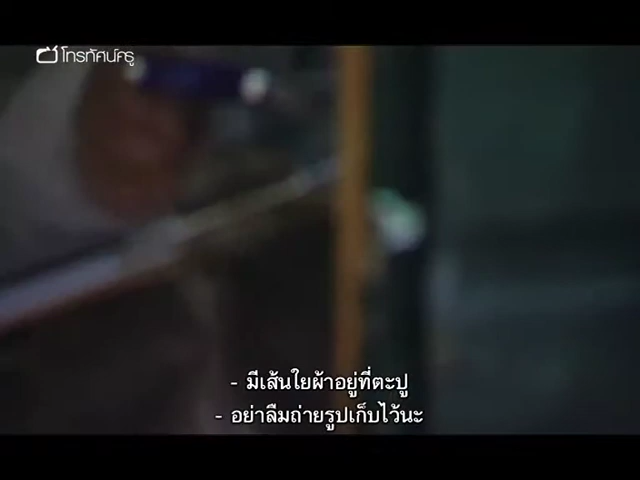 โทรทัศน์ครู
- มีเส้นใยผ้าอยู่ที่ตะปู
- อย่าลืมถ่ายรูปเก็บไว้นะ